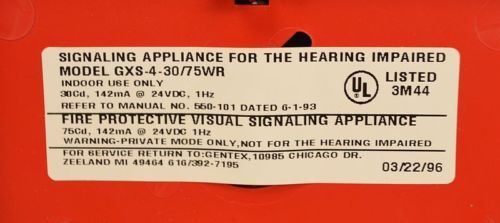 SIGNALING APPLIANCE FOR THE HEARING IMPAIRED
MODEL GXS-4-30/75WR
INDOOR USE ONLY
30Cd, 142mA @ 24VDC, 1Hz
REFER TO MANUAL NO. 550-101 DATED 6-1-93
UL LISTED
3M44
FIRE PROTECTIVE VISUAL SIGNALING APPLIANCE
75Cd, 142mA @ 24VDC, 1Hz
WARNING-PRIVATE MODE ONLY, NOT FOR THE HEARING IMPAIRED
FOR SERVICE RETURN TO:GENTEX, 10985 CHICAGO DR.
ZEELAND MI 49464 616/392-7195
03/22/96